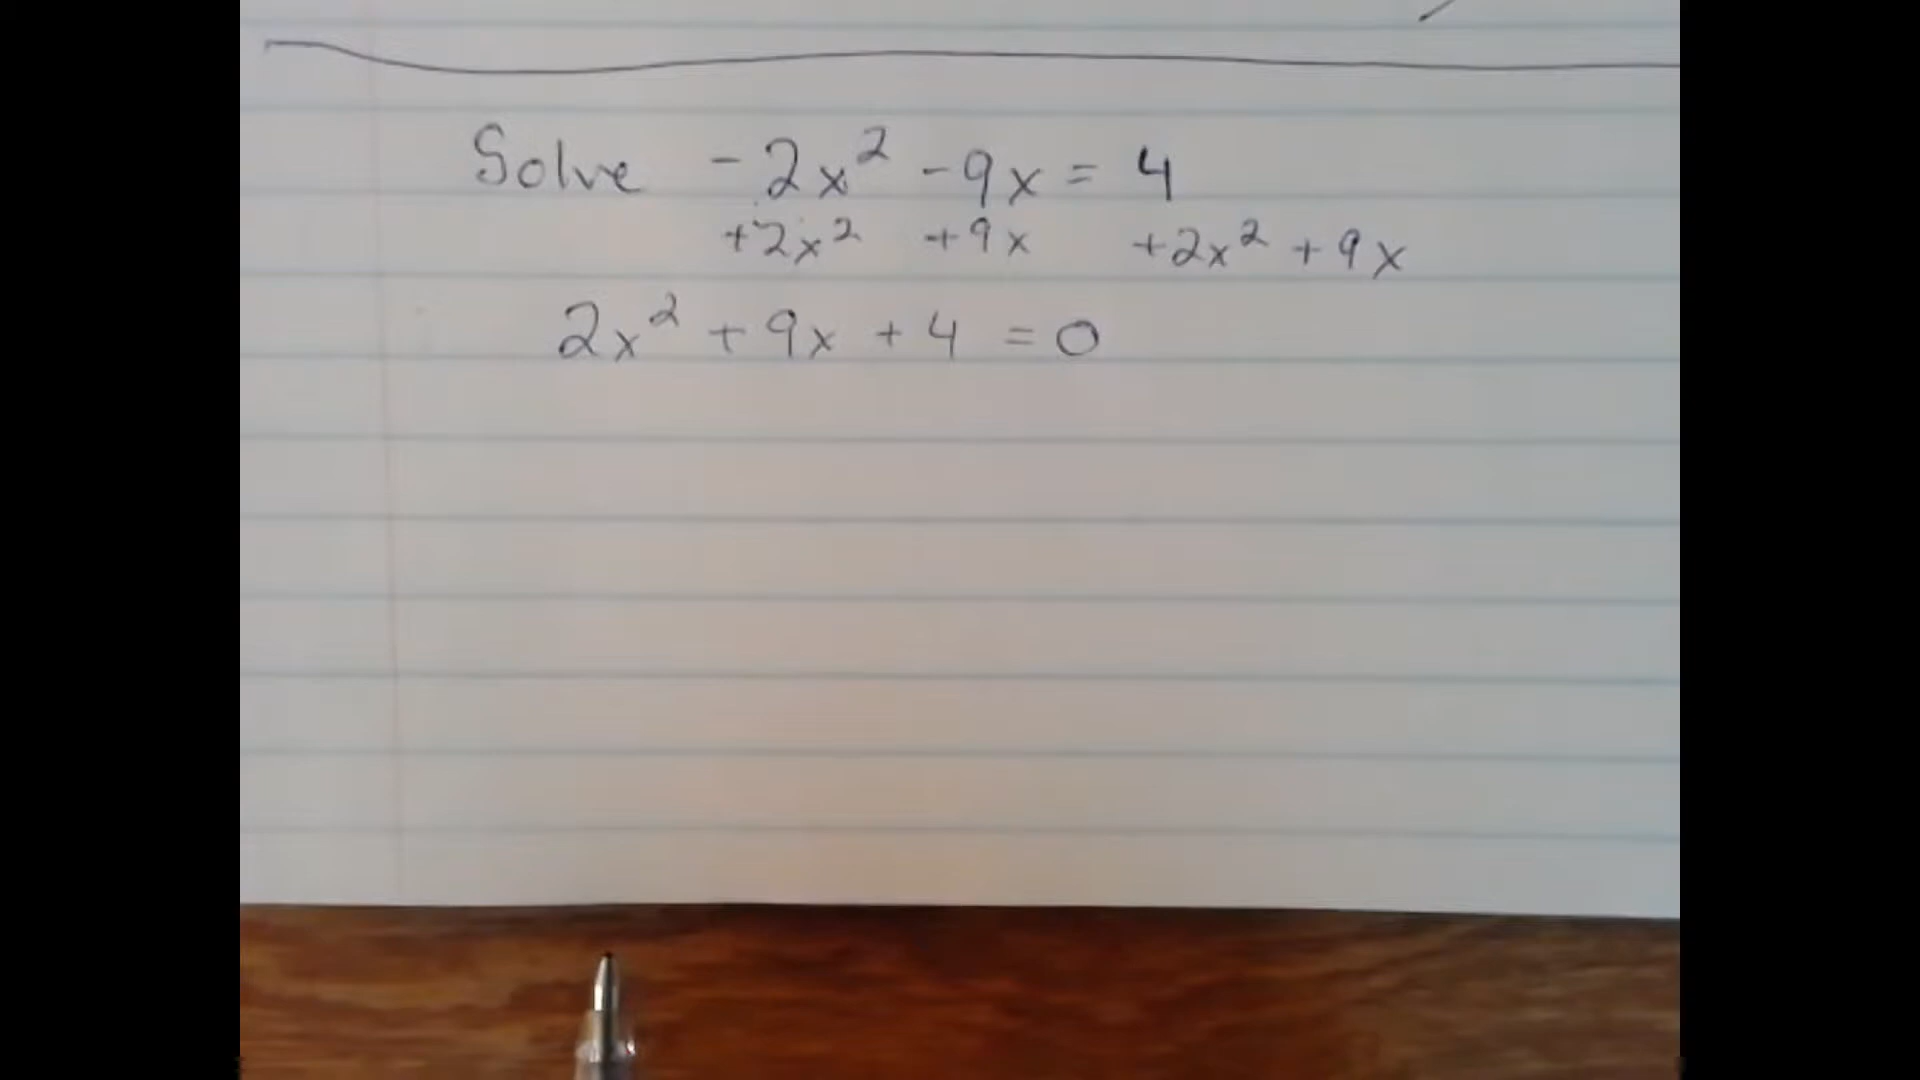 Solve -2x² -9x = 4
+2x² +9x +2x² +9x
2x² +9x +4 = 0